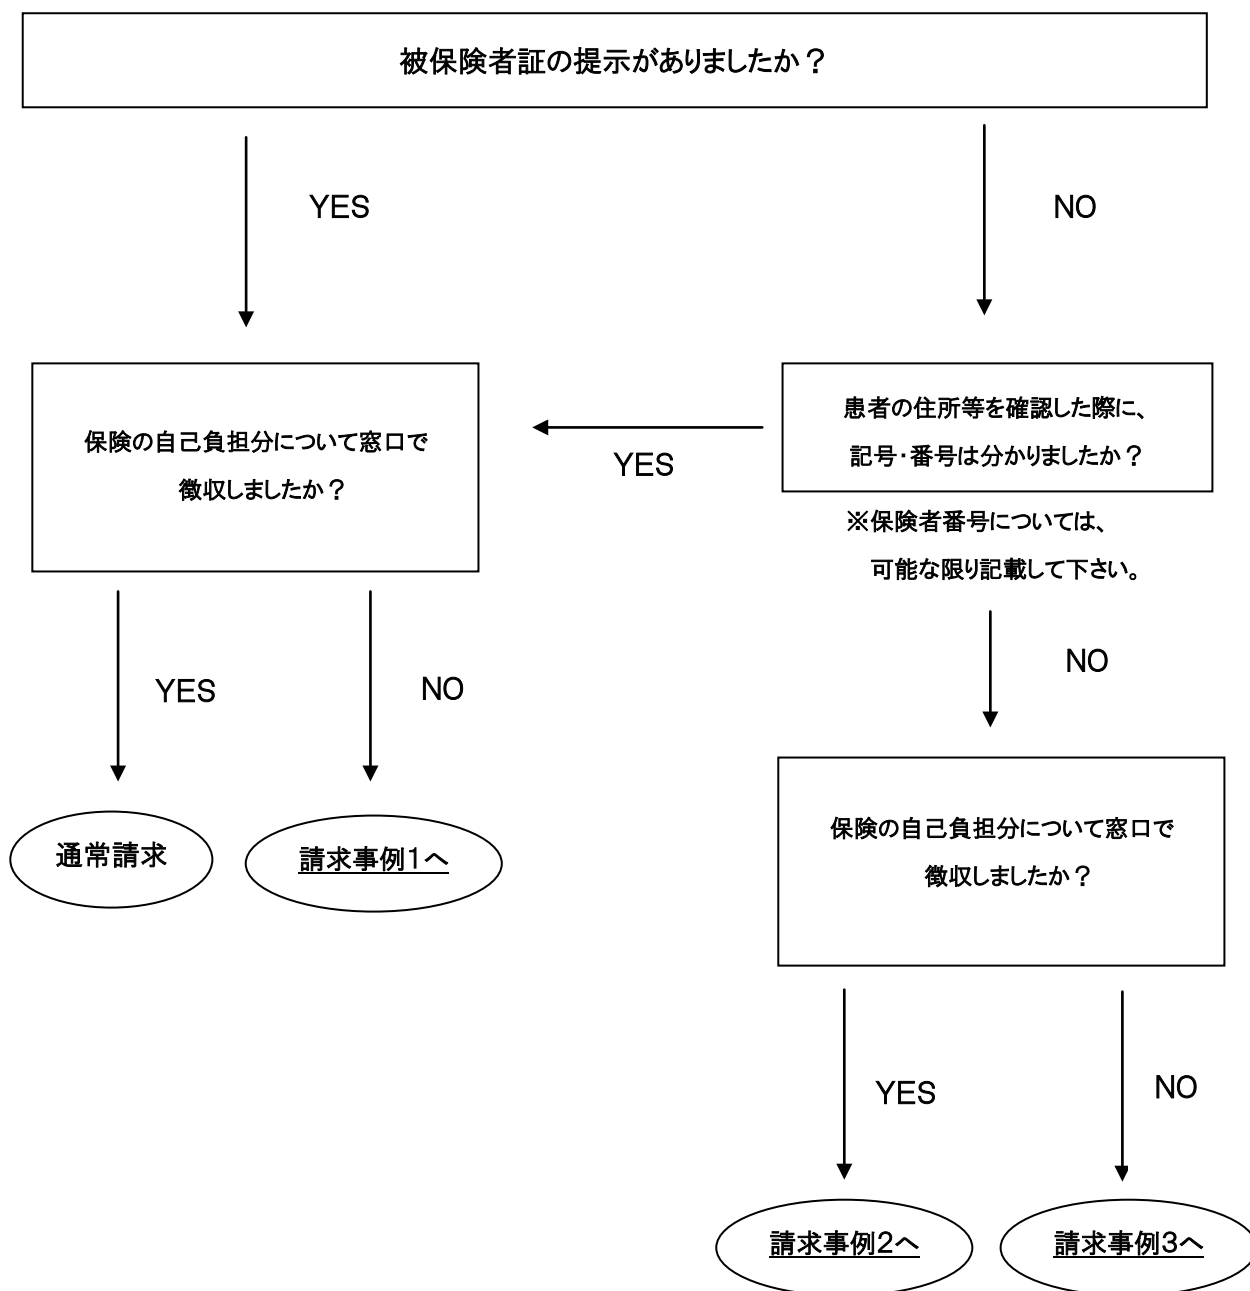 被保険者証の提示がありましたか？
YES
NO
保険の自己負担分について窓口で
徴収しましたか？
YES
患者の住所等を確認した際に、
記号・番号は分かりましたか？
※保険者番号については、
可能な限り記載して下さい。
YES
NO
NO
通常請求
請求事例1へ
保険の自己負担分について窓口で
徴収しましたか？
YES
NO
請求事例2へ
請求事例3へ